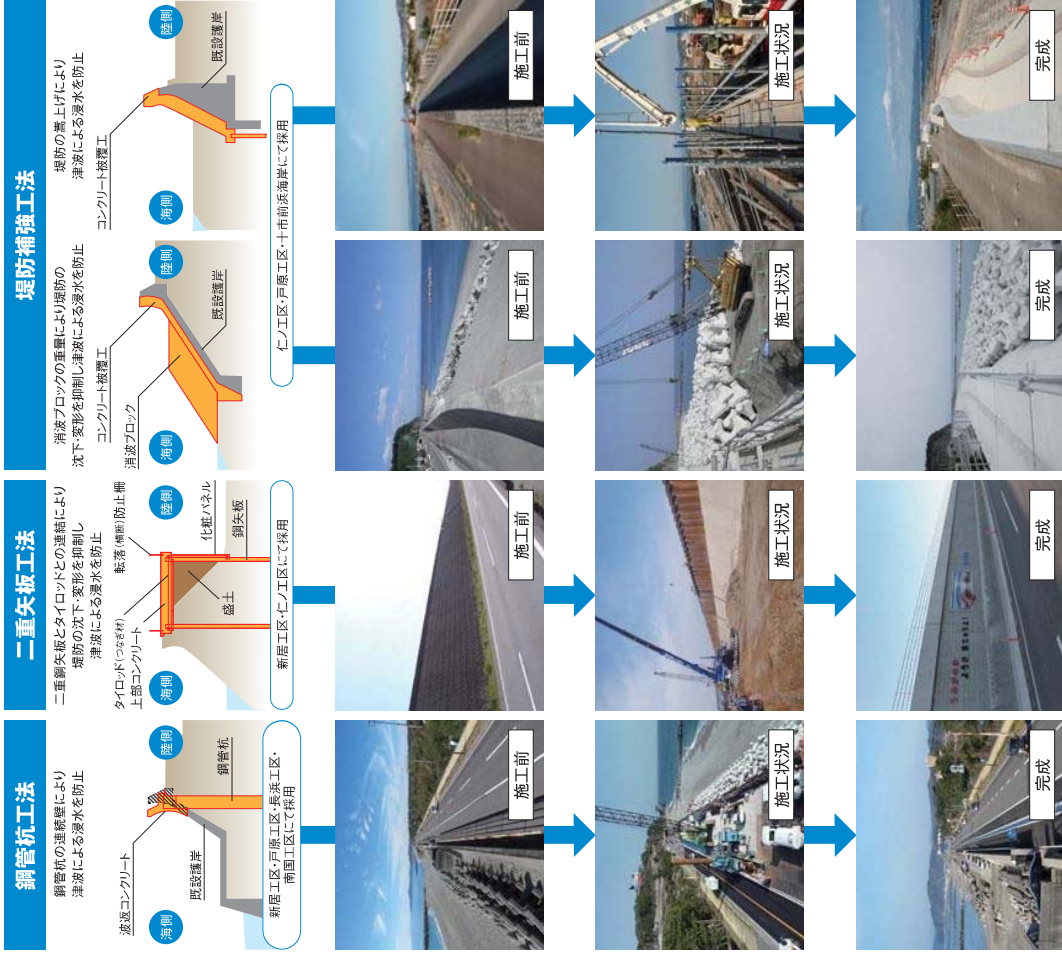 鋼管杭工法
鋼管杭の連続壁により
津波による浸水を防止
波返コンクリート
海側
陸側
既設護岸
鋼管杭
新居工区・戸原工区・長浜工区・
南国工区にて採用
施工前
施工状況
完成
二重矢板工法
二重鋼矢板とタイロッドとの連結により
堤防の沈下・変形を抑制し
津波による浸水を防止
タイロッド(つなぎ材)
上部コンクリート
転落(横断)防止柵
海側
陸側
化粧パネル
鋼矢板
盛土
新居工区・仁ノ工区にて採用
施工前
施工状況
完成
堤防補強工法
消波ブロックの重量により堤防の
沈下・変形を抑制し津波による浸水を防止
コンクリート被覆工
消波ブロック
海側
陸側
既設護岸
堤防の嵩上げにより
津波による浸水を防止
コンクリート被覆工
海側
陸側
既設護岸
仁ノ工区・戸原工区・十市前浜海岸にて採用
施工前
施工状況
完成
施工前
施工状況
完成